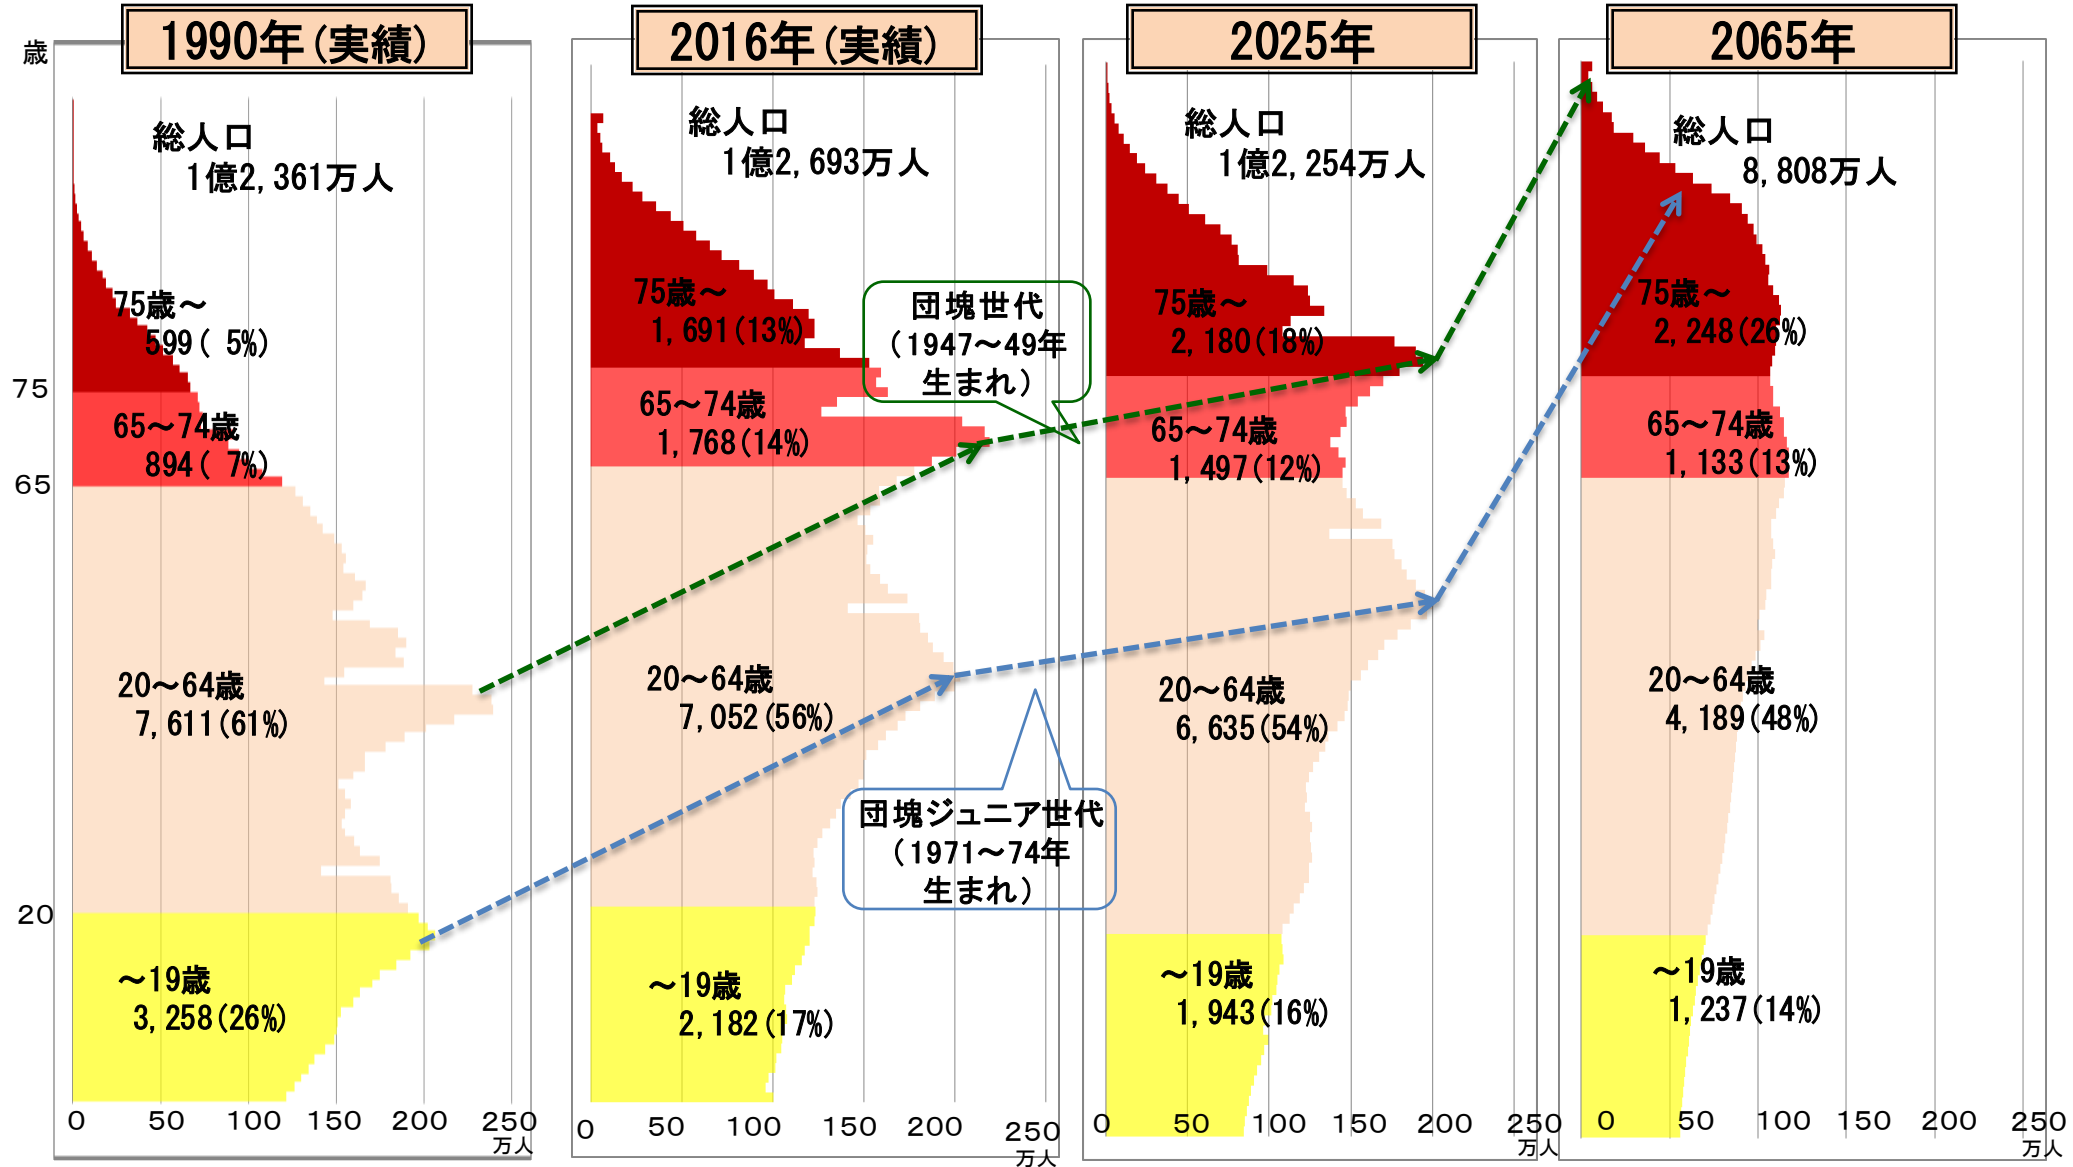 歳
1990年(実績)
総人口
1億2,361万人
75歳～
599( 5%)
75
65～74歳
894( 7%)
65
20～64歳
7,611(61%)
20
～19歳
3,258(26%)
0 50 100 150 200 250
万人
2016年(実績)
総人口
1億2,693万人
75歳～
1,691(13%)
65～74歳
1,768(14%)
20～64歳
7,052(56%)
～19歳
2,182(17%)
0 50 100 150 200 250
万人
団塊世代
(1947～49年
生まれ)
団塊ジュニア世代
(1971～74年
生まれ)
2025年
総人口
1億2,254万人
75歳～
2,180(18%)
65～74歳
1,497(12%)
20～64歳
6,635(54%)
～19歳
1,943(16%)
0 50 100 150 200 250
万人
2065年
総人口
8,808万人
75歳～
2,248(26%)
65～74歳
1,133(13%)
20～64歳
4,189(48%)
～19歳
1,237(14%)
0 50 100 150 200 250
万人